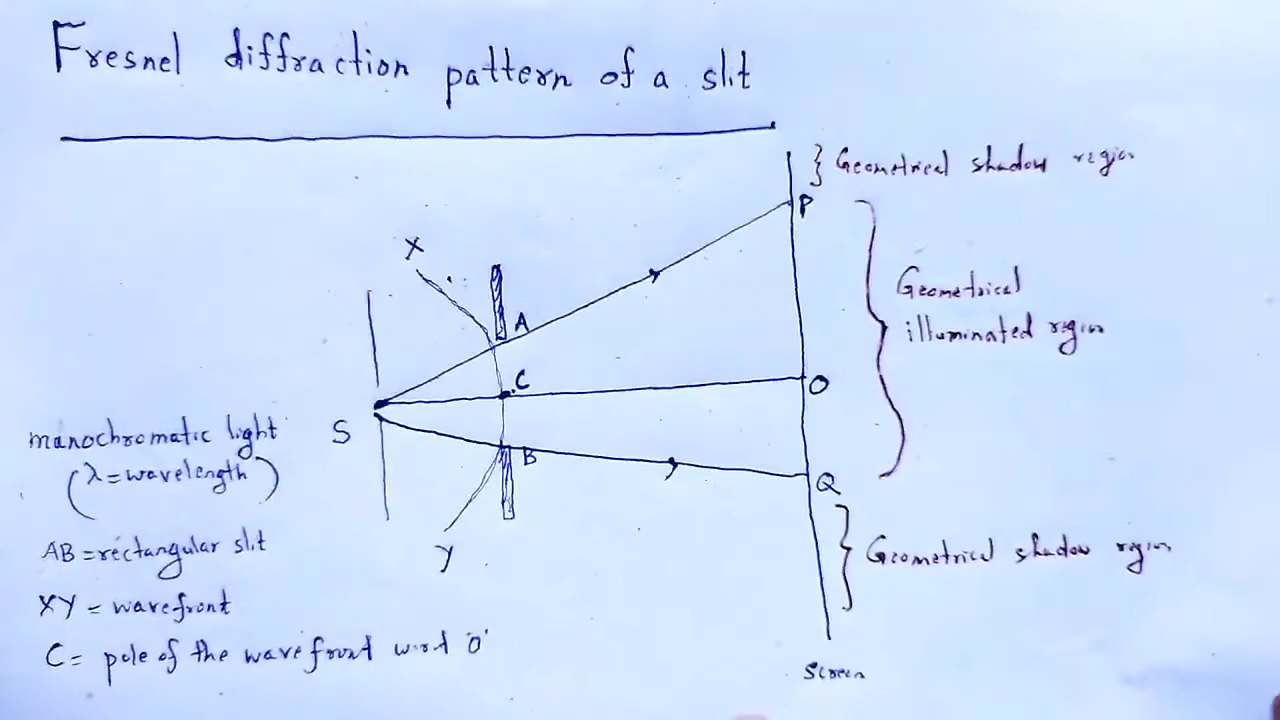 Fresnel diffraction pattern of a slit
} Geometrical shadow region
P
X
A
Geometrical
illuminated region
C
O
S
manochromatic light
(λ = wavelength)
B
Q
AB = rectangular slit
Y
Geometrical shadow region
XY = wavefront
C = pole of the wavefront w.r.t 'O'
Screen